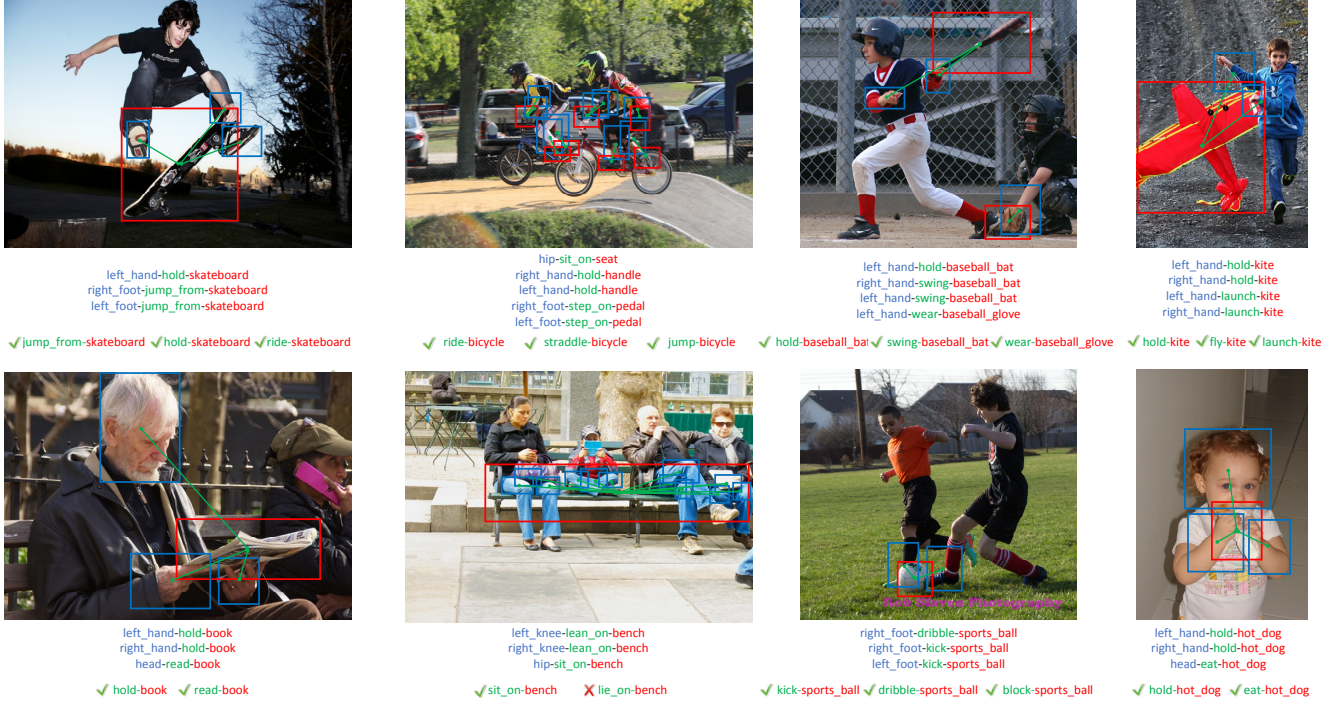 left_hand-hold-skateboard
right_foot-jump_from-skateboard
left_foot-jump_from-skateboard
jump_from-skateboard hold-skateboard ride-skateboard
hip-sit_on-seat
right_hand-hold-handle
left_hand-hold-handle
right_foot-step_on-pedal
left_foot-step_on-pedal
ride-bicycle straddle-bicycle jump-bicycle
left_hand-hold-baseball_bat
right_hand-swing-baseball_bat
left_hand-swing-baseball_bat
left_hand-wear-baseball_glove
hold-baseball_bat swing-baseball_bat wear-baseball_glove
left_hand-hold-kite
right_hand-hold-kite
left_hand-launch-kite
right_hand-launch-kite
hold-kite fly-kite launch-kite
left_hand-hold-book
right_hand-hold-book
head-read-book
hold-book read-book
left_knee-lean_on-bench
right_knee-lean_on-bench
hip-sit_on-bench
sit_on-bench lie_on-bench
Photography
right_foot-dribble-sports_ball
right_foot-kick-sports_ball
left_foot-kick-sports_ball
kick-sports_ball dribble-sports_ball block-sports_ball
left_hand-hold-hot_dog
right_hand-hold-hot_dog
head-eat-hot_dog
hold-hot_dog eat-hot_dog